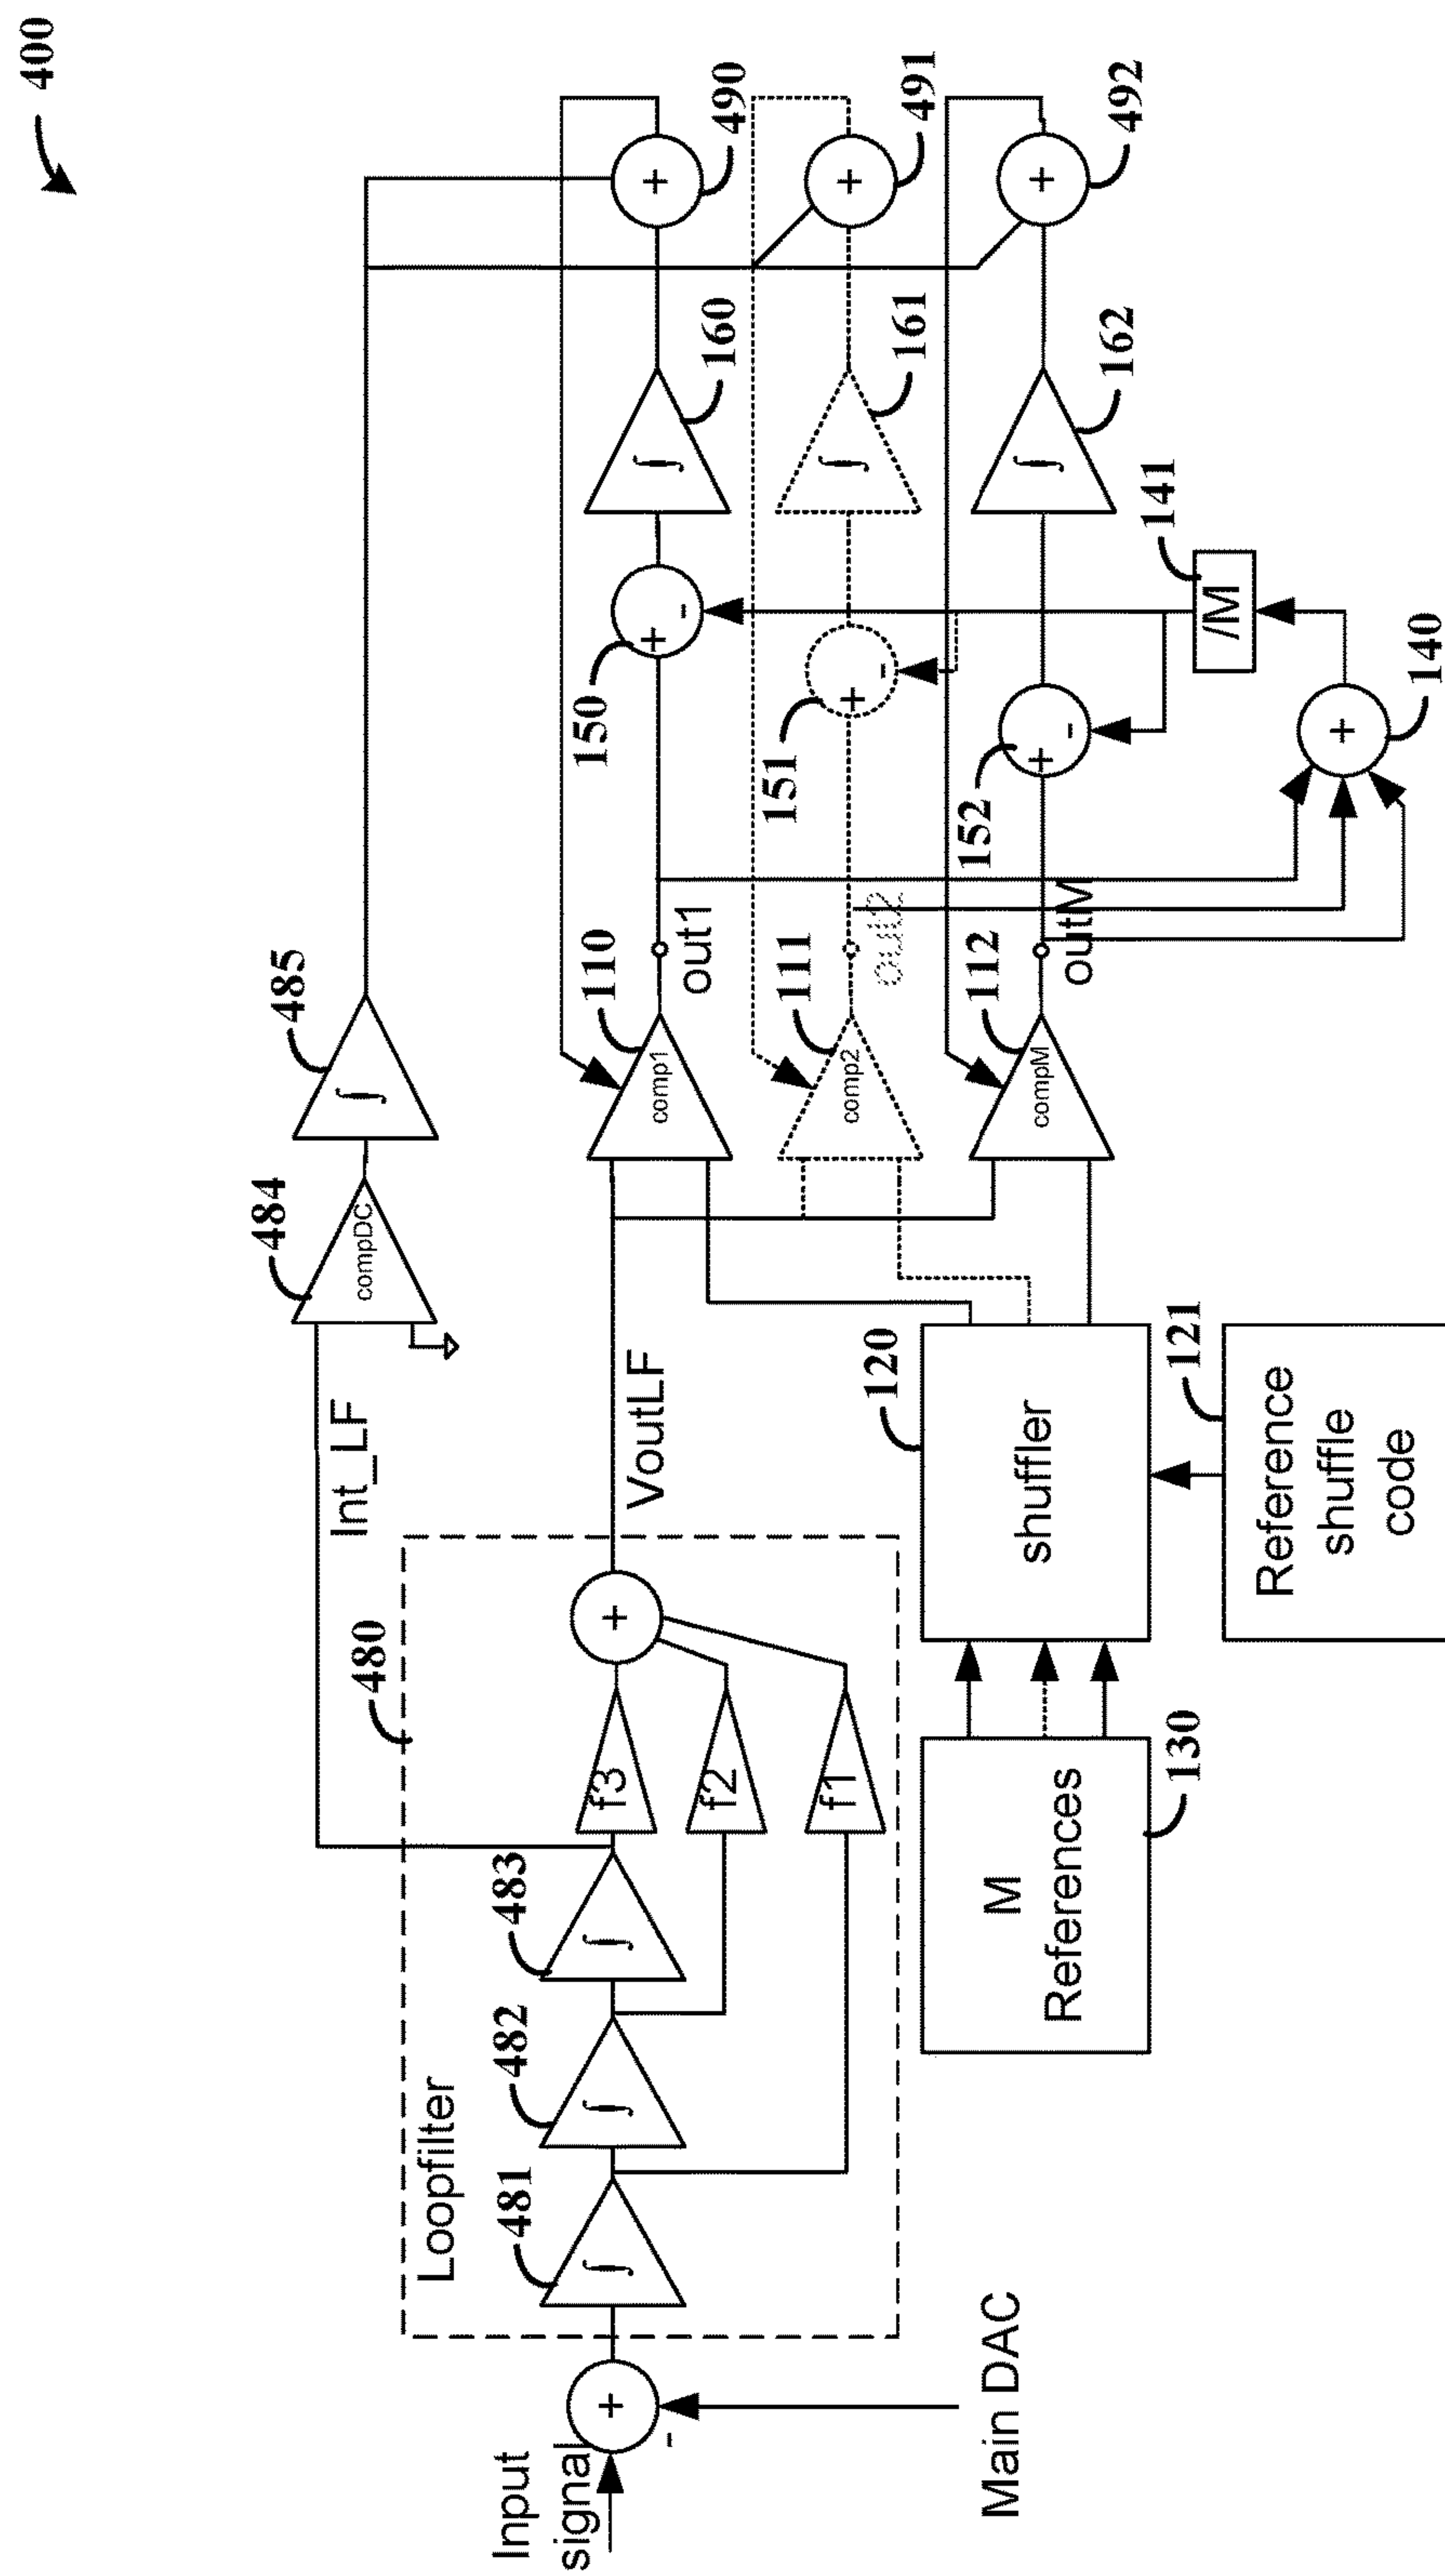 400
485
484
compDC
∫
Int_LF
490
491
492
+
+
+
160
161
162
∫
∫
∫
150
151
152
+
-
+
-
+
-
141
/M
140
+
110
111
112
comp1
comp2
compM
out1
out2
outM
VoutLF
480
Loopfilter
481
482
483
∫
∫
∫
f3
f2
f1
+
Input
signal
+
-
Main DAC
120
shuffler
121
Reference
shuffle
code
M
References
130